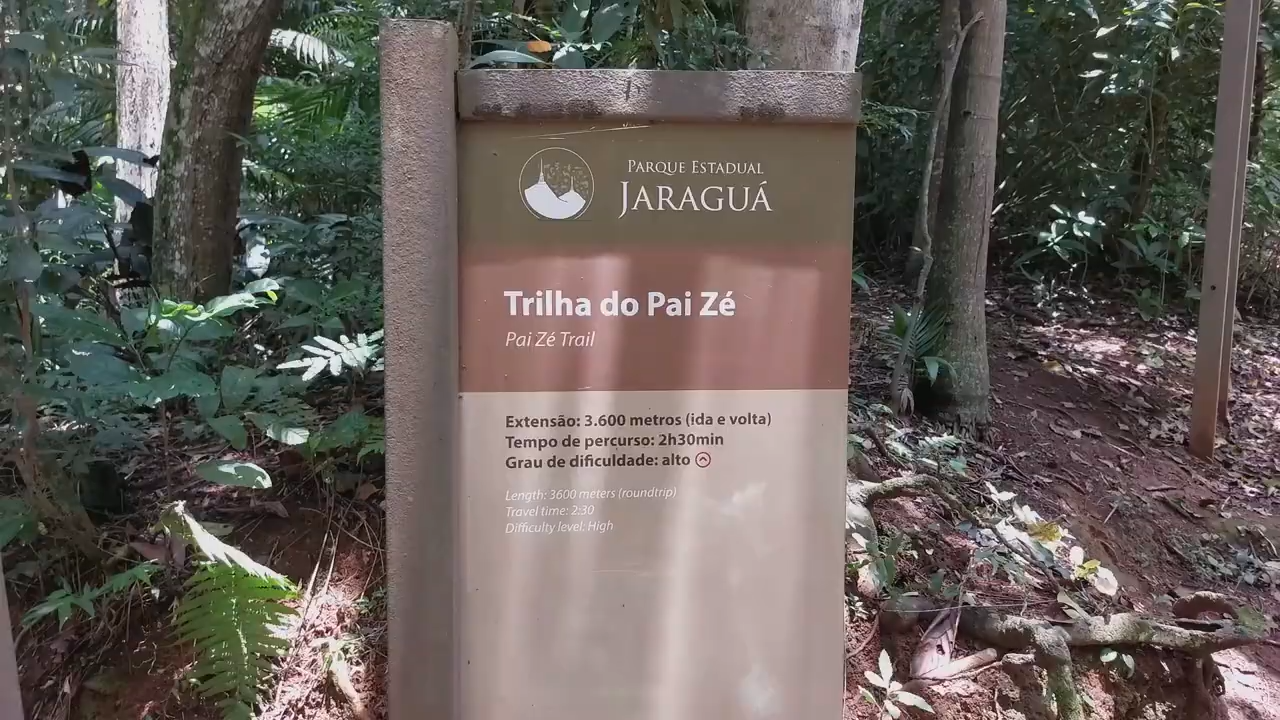 PARQUE ESTADUAL
JARAGUÁ
Trilha do Pai Zé
Pai Zé Trail
Extensão: 3.600 metros (ida e volta)
Tempo de percurso: 2h30min
Grau de dificuldade: alto
Length: 3600 meters (roundtrip)
Travel time: 2:30
Difficulty level: High